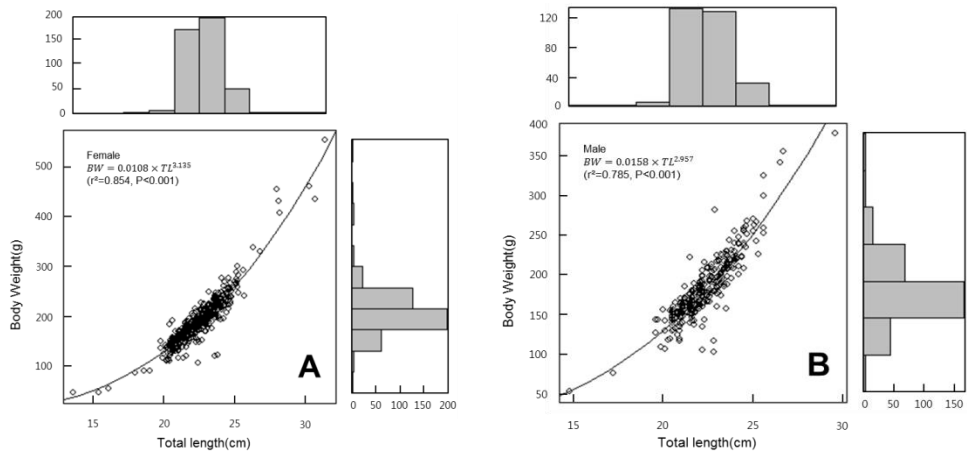 200
150
100
50
0
Female
BW = 0.0108 × TL^3.135
(r²=0.854, P<0.001)
500
400
300
200
100
Body Weight(g)
A
15 20 25 30
Total length(cm)
0 50 100 150 200
120
80
40
0
Male
BW = 0.0158 × TL^2.957
(r²=0.785, P<0.001)
400
350
300
250
200
150
100
50
Body Weight(g)
B
15 20 25 30
Total length(cm)
0 50 100 150